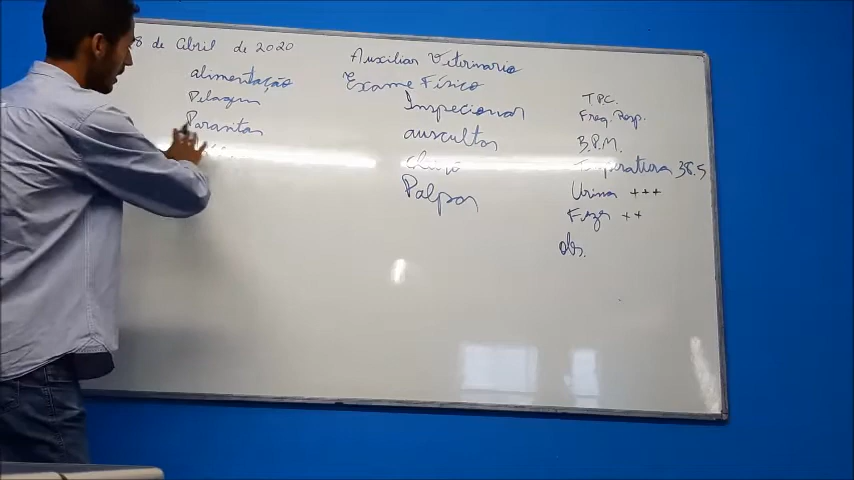 8 de Abril de 2020
Auxiliar Veterinario
alimentação
Pelagem
Parasitas
Exame Físico
Inspecionar
auscultar
Palpar
T.P.C.
Freq. Resp.
B.P.M.
Temperatura 38.5
Urina +++
Fezes ++
obs.